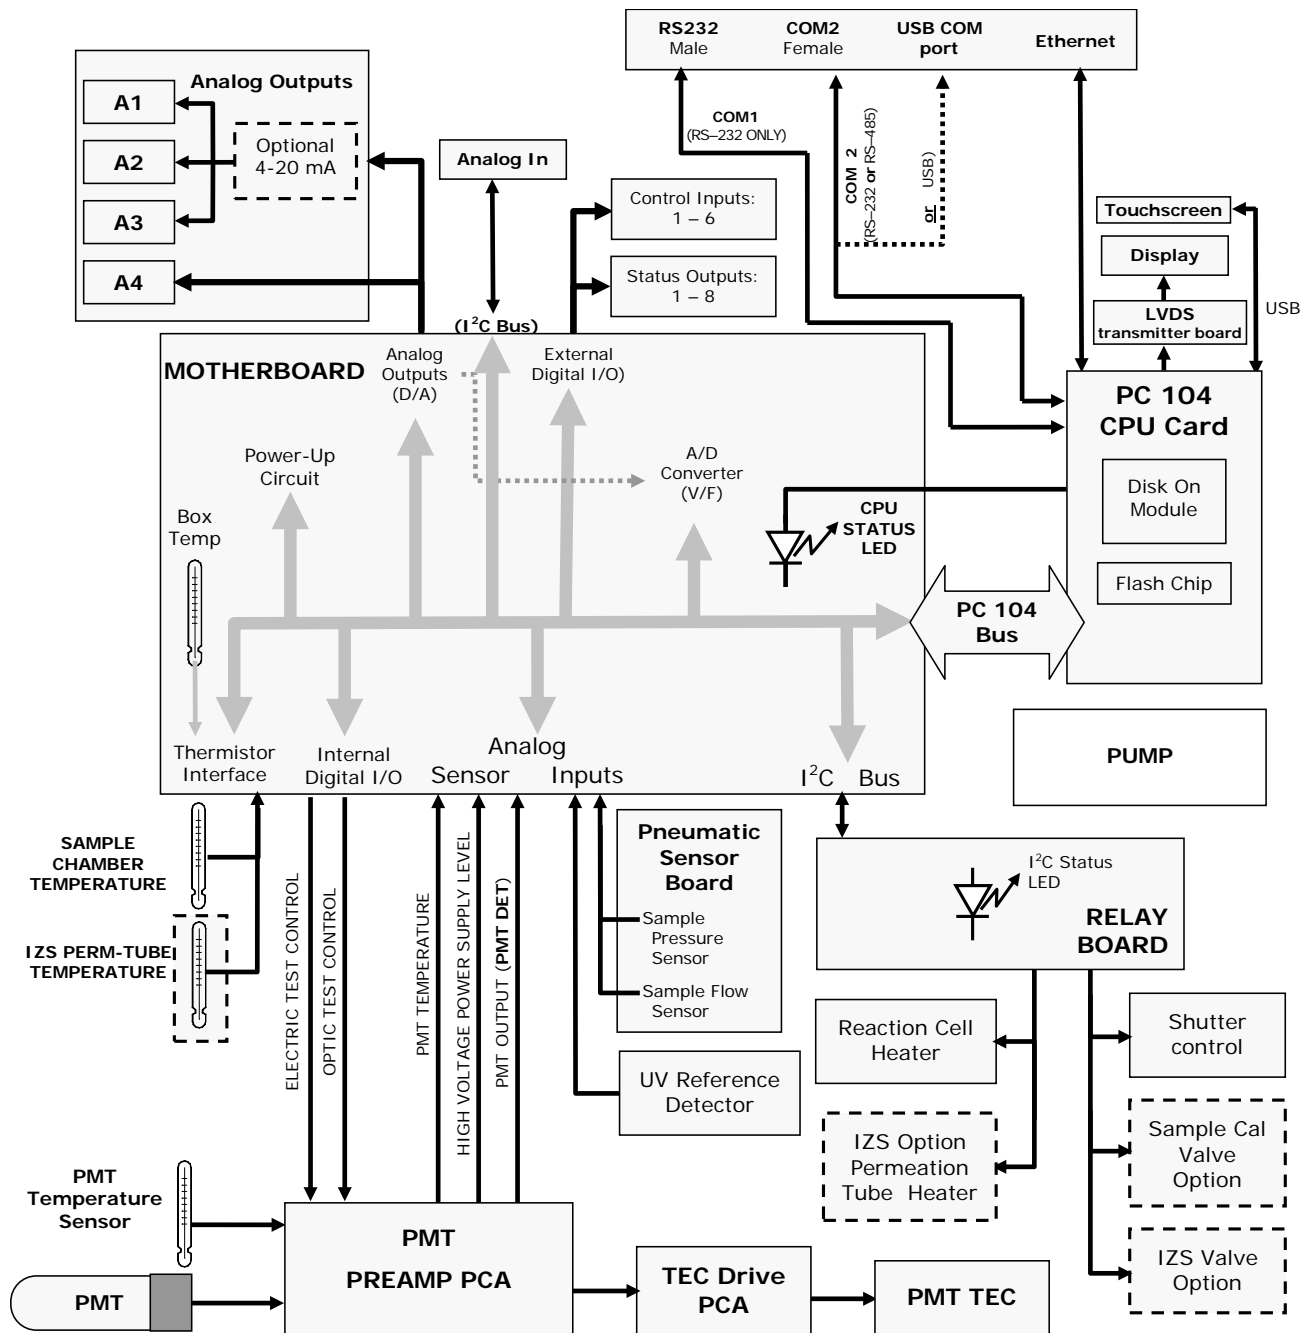 RS232
Male
COM2
Female
USB COM
port
Ethernet
Analog Outputs
A1
A2
A3
A4
Optional
4-20 mA
Analog In
COM1
(RS–232 ONLY)
COM 2
(RS–232 or RS–485)
or USB)
Control Inputs:
1 – 6
Status Outputs:
1 – 8
Touchscreen
Display
LVDS
transmitter board
USB
(I²C Bus)
MOTHERBOARD
Analog
Outputs
(D/A)
External
Digital I/O)
Power-Up
Circuit
A/D
Converter
(V/F)
Box
Temp
CPU
STATUS
LED
PC 104
CPU Card
Disk On
Module
Flash Chip
PC 104
Bus
Thermistor
Interface
Internal
Digital I/O
Analog
Sensor Inputs
I²C Bus
PUMP
SAMPLE
CHAMBER
TEMPERATURE
IZS PERM-TUBE
TEMPERATURE
ELECTRIC TEST CONTROL
OPTIC TEST CONTROL
PMT TEMPERATURE
HIGH VOLTAGE POWER SUPPLY LEVEL
PMT OUTPUT (PMT DET)
Pneumatic
Sensor
Board
Sample
Pressure
Sensor
Sample Flow
Sensor
UV Reference
Detector
I²C Status
LED
RELAY
BOARD
Reaction Cell
Heater
IZS Option
Permeation
Tube Heater
Shutter
control
Sample Cal
Valve
Option
IZS Valve
Option
PMT
Temperature
Sensor
PMT
PMT
PREAMP PCA
TEC Drive
PCA
PMT TEC